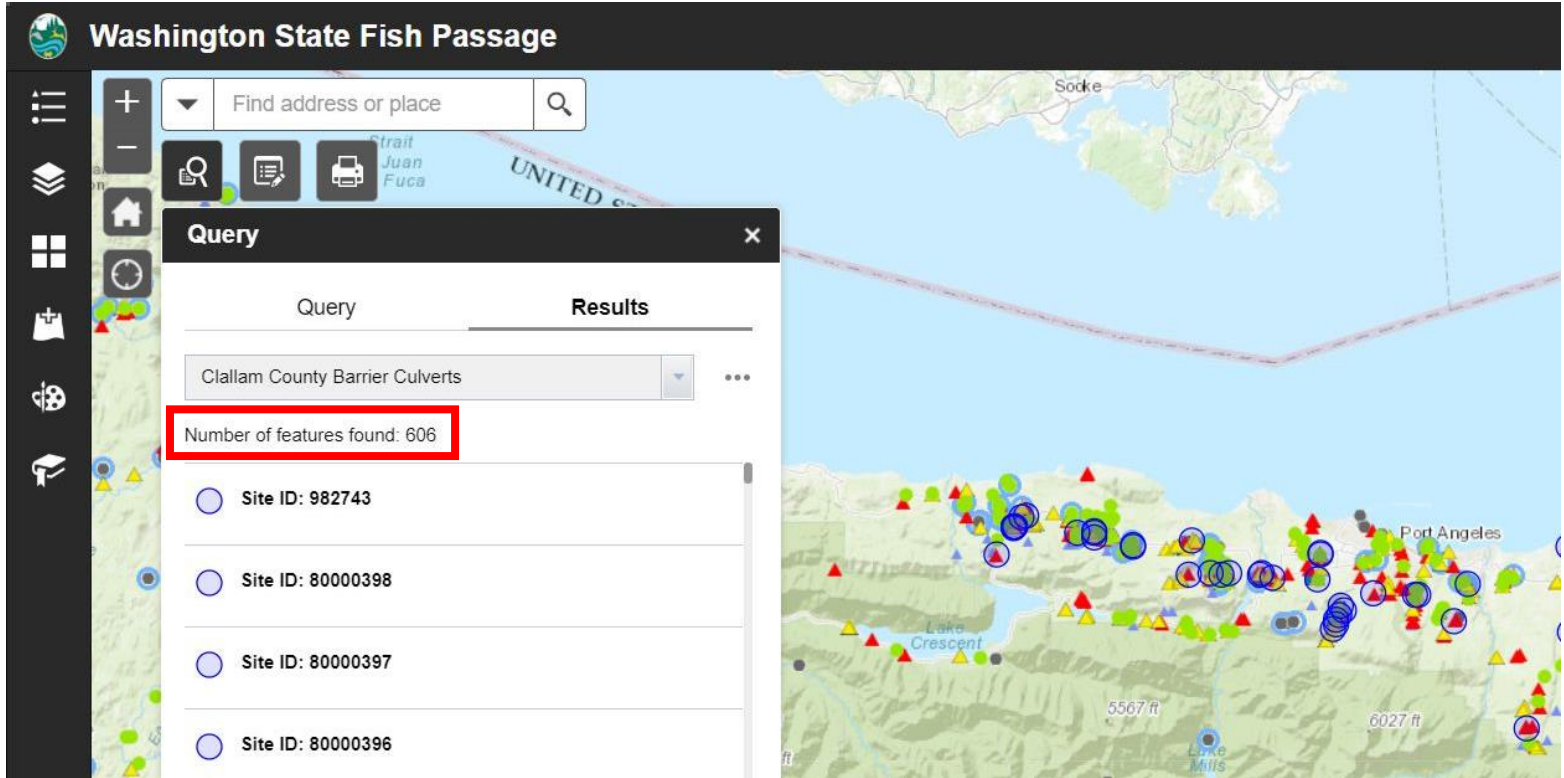 Washington State Fish Passage
Find address or place
Sooke
Strait
Juan
Fuca
UNITED
Query
Query Results
Clallam County Barrier Culverts
Number of features found: 606
Site ID: 982743
Site ID: 80000398
Site ID: 80000397
Site ID: 80000396
Port Angeles
Lake
Crescent
5567 ft
6027 ft
Lake
Mills
ft